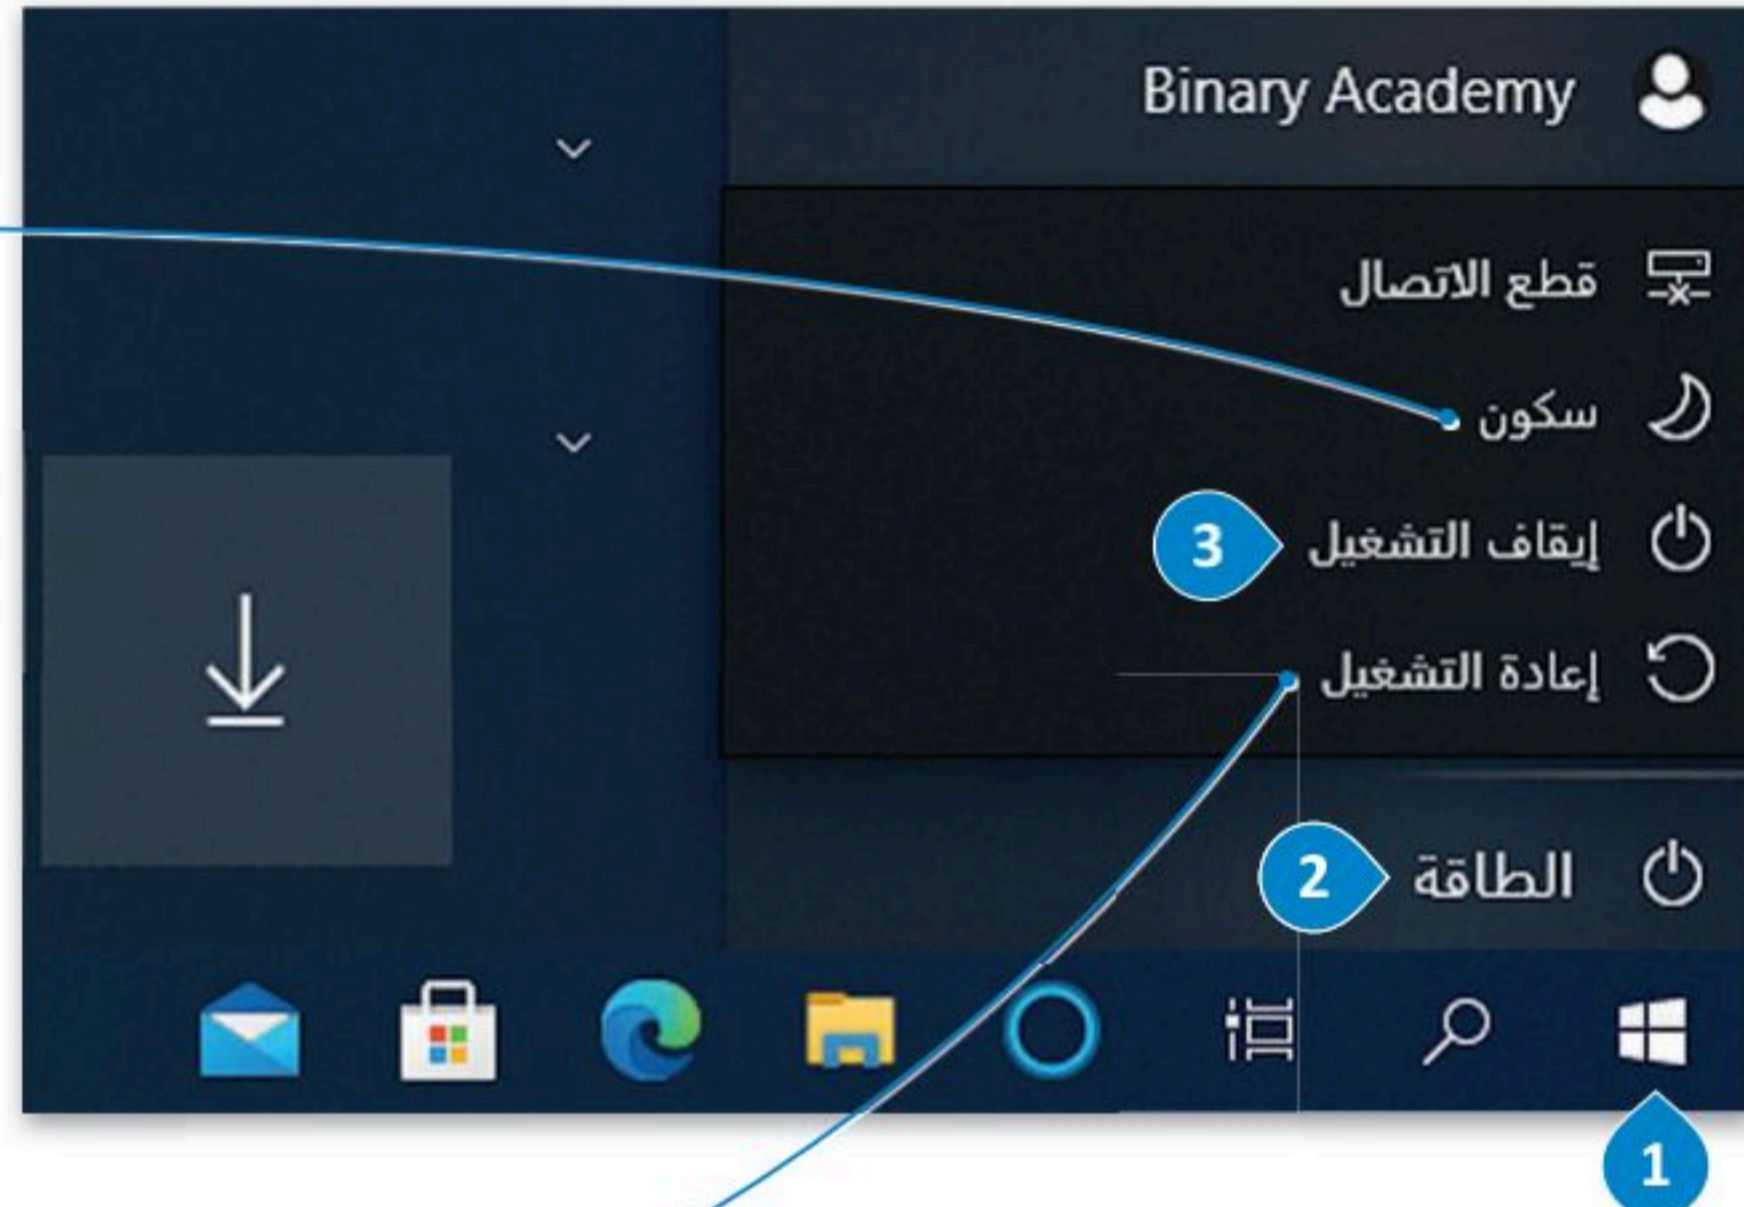 Binary Academy
قطع الاتصال
سكون
إيقاف التشغيل
3
إعادة التشغيل
الطاقة
2
1